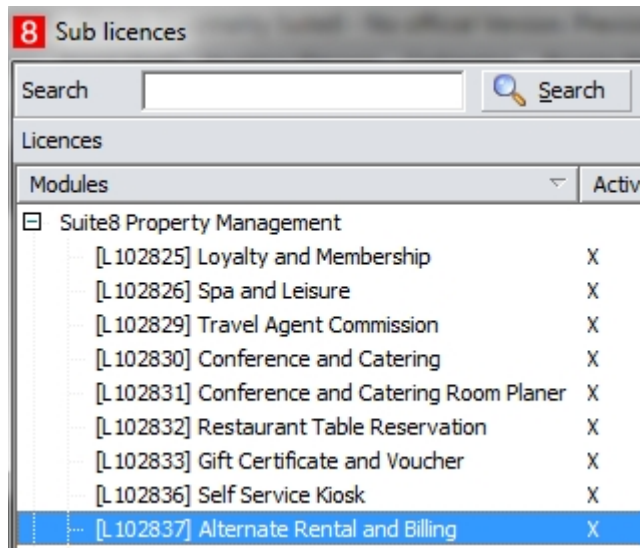 8 Sub licences
Search Search
Licences
Modules Activ
Suite8 Property Management
[L102825] Loyalty and Membership X
[L102826] Spa and Leisure X
[L102829] Travel Agent Commission X
[L102830] Conference and Catering X
[L102831] Conference and Catering Room Planer X
[L102832] Restaurant Table Reservation X
[L102833] Gift Certificate and Voucher X
[L102836] Self Service Kiosk X
[L102837] Alternate Rental and Billing X